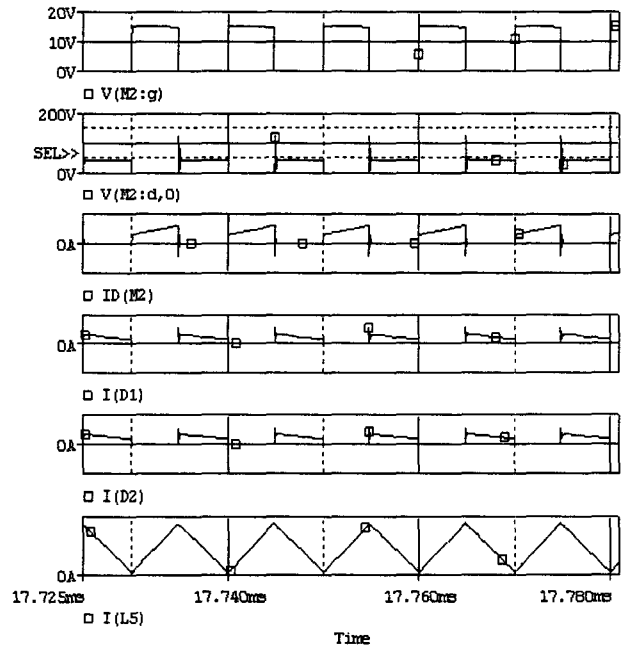 20V
10V
0V
□ V(M2:g)
200V
SEL>>
0V
□ V(M2:d,0)
0A
□ ID(M2)
0A
□ I(D1)
0A
□ I(D2)
0A
17.725ms 17.740ms 17.760ms 17.780ms
□ I(L5)
Time